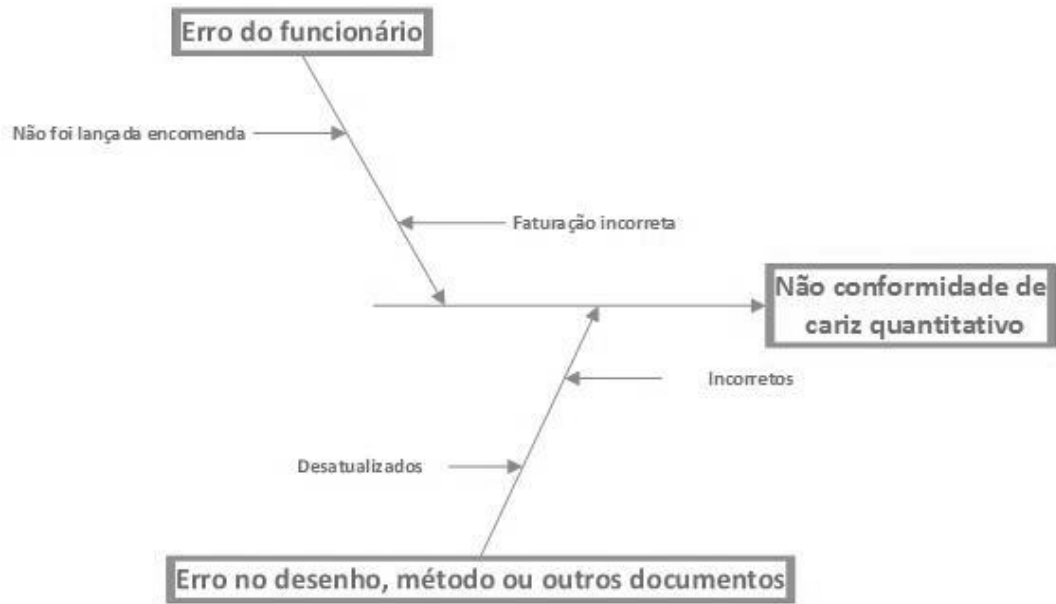 Erro do funcionário
Não foi lançada encomenda
Faturação incorreta
Não conformidade de
cariz quantitativo
Incorretos
Desatualizados
Erro no desenho, método ou outros documentos